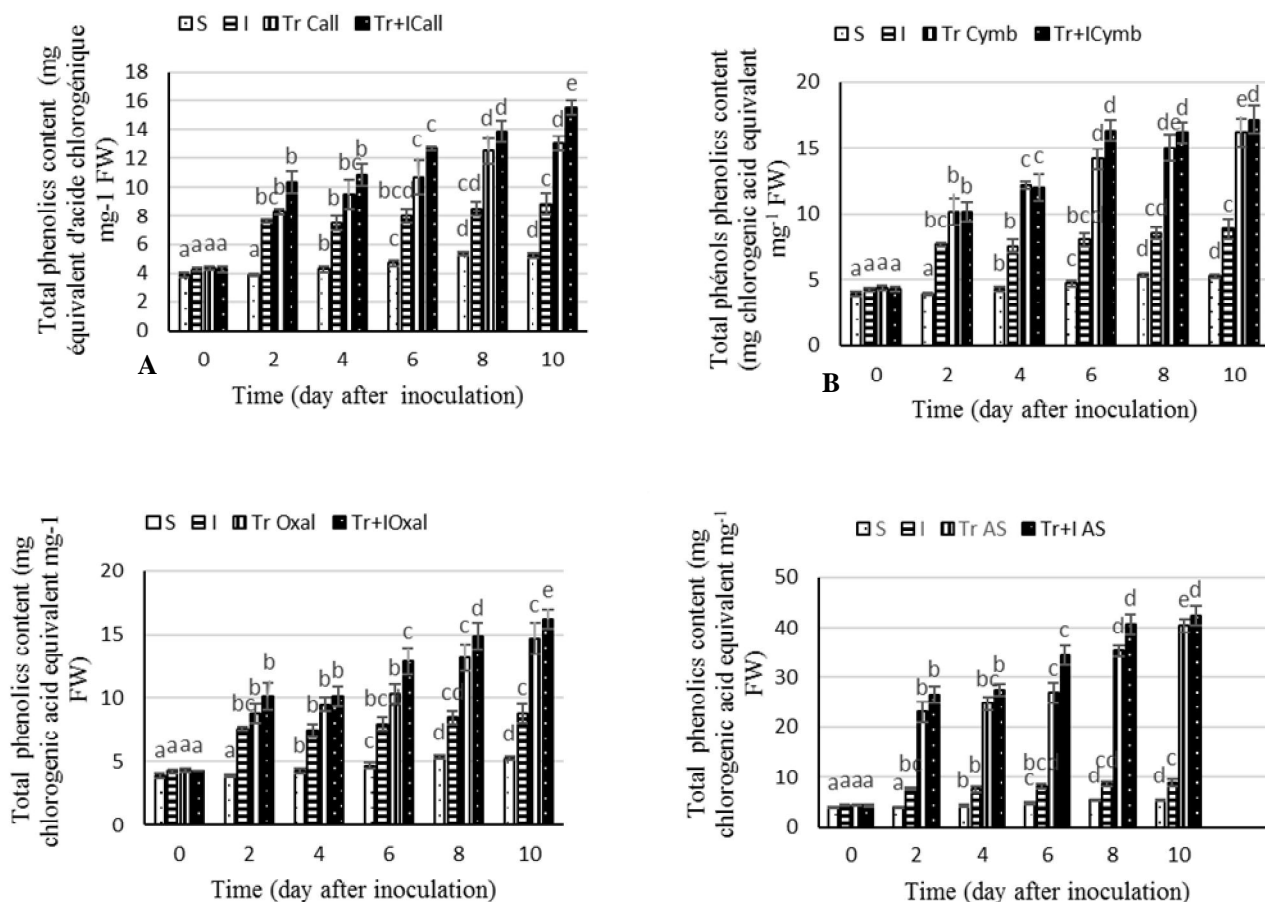 S I Tr Call Tr+ICall
Total phenolics content (mg
équivalent d'acide chlorogénique
mg-1 FW)
18
16
14
12
10
8
6
4
2
0
a a a a
a bc b b
b b bc b
c bcd c c
d cd d d
d c d e
0 2 4 6 8 10
A
Time (day after inoculation)
S I Tr Cymb Tr+ICymb
Total phénols phenolics content
(mg chlorogenic acid equivalent
mg-1 FW)
20
15
10
5
0
a a a a
a bc b b
b b c c
c bcd d d
d cd de d
d c e d
0 2 4 6 8 10
B
Time (day after inoculation)
S I Tr Oxal Tr+IOxal
Total phenolics content (mg
chlorogenic acid equivalent mg-1
FW)
20
15
10
5
0
a a a a
a bc b b
b b b b
c bcd b c
d cd c d
d c c e
0 2 4 6 8 10
Time (day after inoculation)
S I Tr AS Tr+I AS
Total phenolics content (mg
chlorogenic acid equivalent mg-1
FW)
50
40
30
20
10
0
a a a a
a bc b b
b b bc b
c bcd c c
d cd d d
d c e d
0 2 4 6 8 10
Time (day after inoculation)